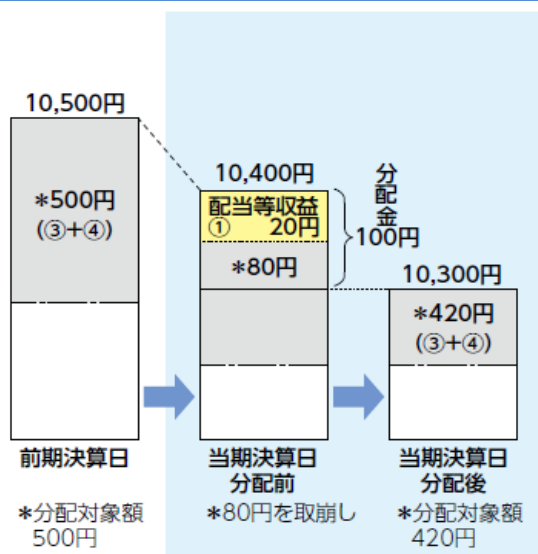 10,500円
*500円
(③+④)
前期決算日
*分配対象額
500円
10,400円
配当等収益
① 20円
*80円
分配金
100円
当期決算日
分配前
*80円を取崩し
10,300円
*420円
(③+④)
当期決算日
分配後
*分配対象額
420円